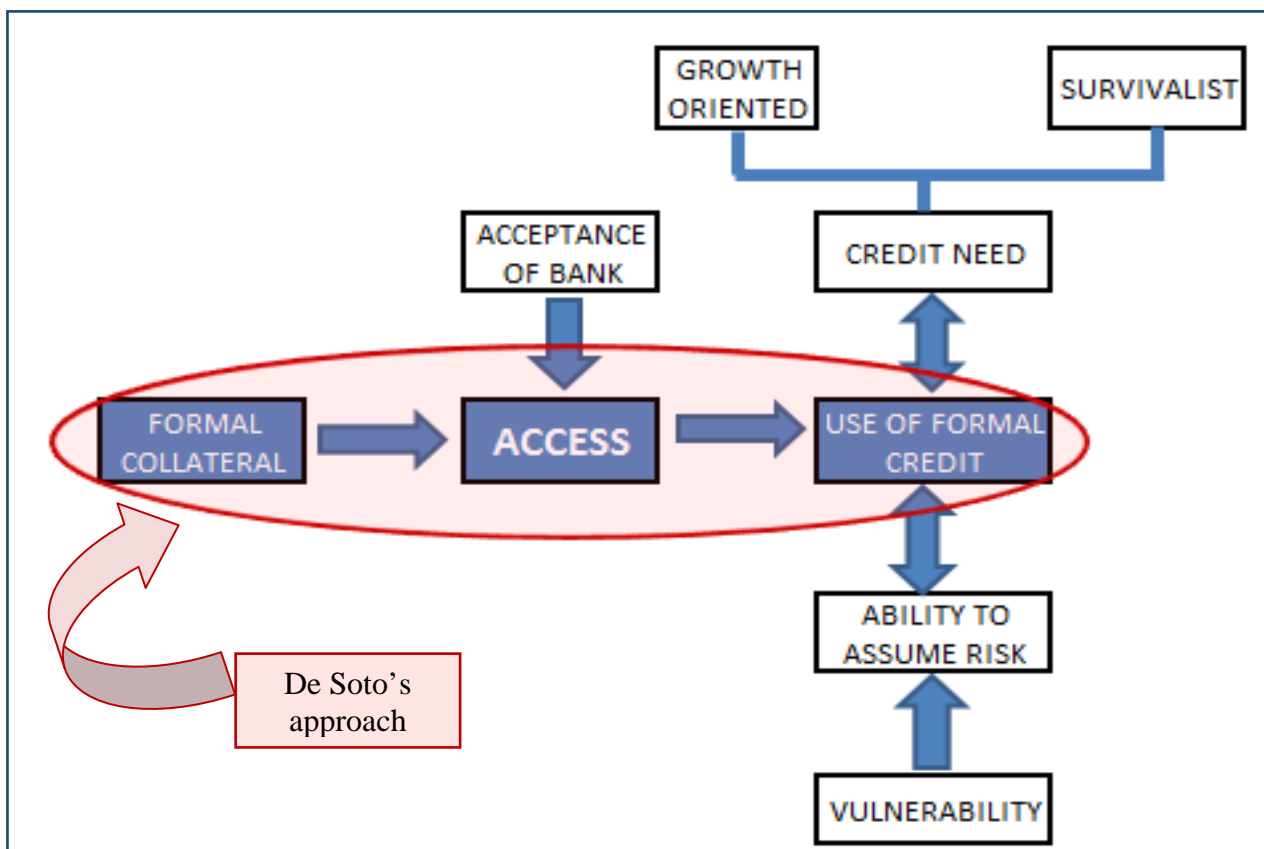 GROWTH
ORIENTED
SURVIVALIST
ACCEPTANCE
OF BANK
CREDIT NEED
FORMAL
COLLATERAL
ACCESS
USE OF FORMAL
CREDIT
ABILITY TO
ASSUME RISK
De Soto’s
approach
VULNERABILITY